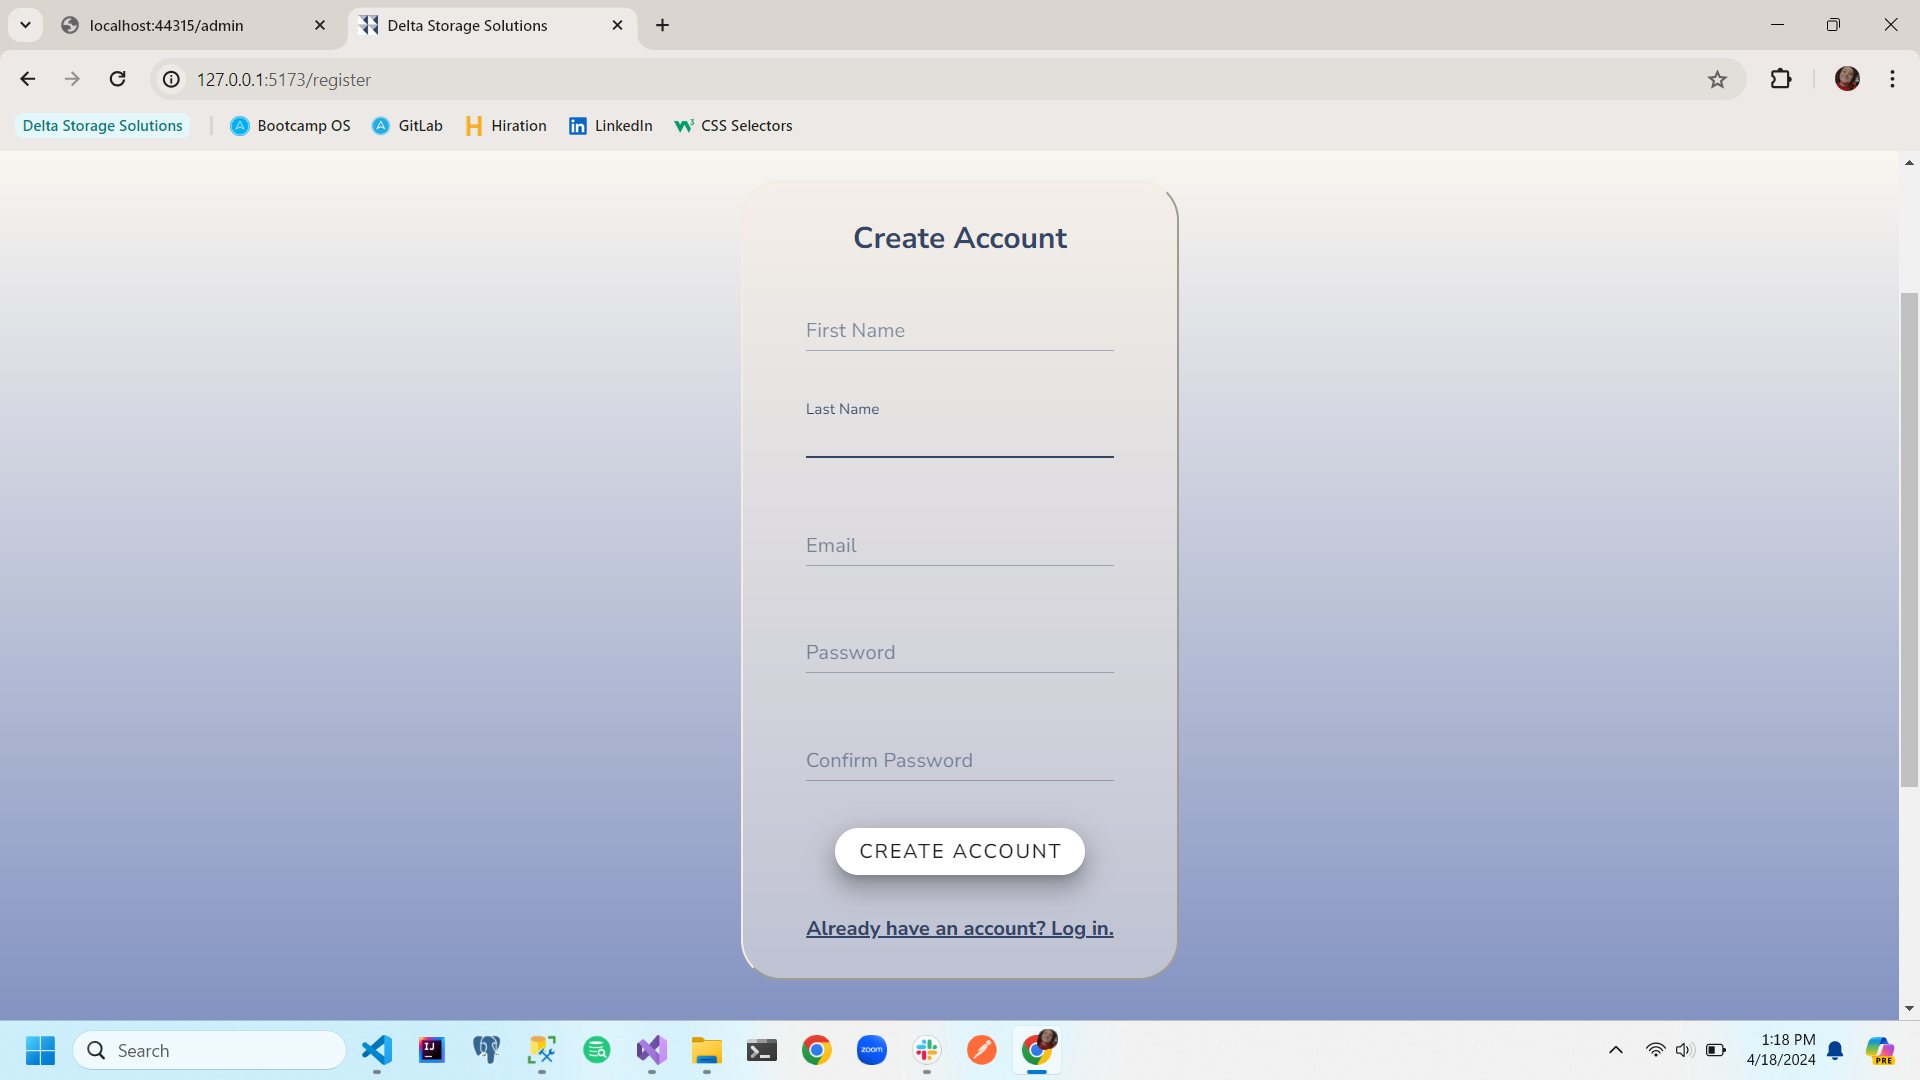 localhost:44315/admin
Delta Storage Solutions
127.0.0.1:5173/register
Delta Storage Solutions
Bootcamp OS
GitLab
Hiration
LinkedIn
CSS Selectors
Create Account
First Name
Last Name
Email
Password
Confirm Password
CREATE ACCOUNT
Already have an account? Log in.
Search
IJ
zoom
1:18 PM
4/18/2024
PRE